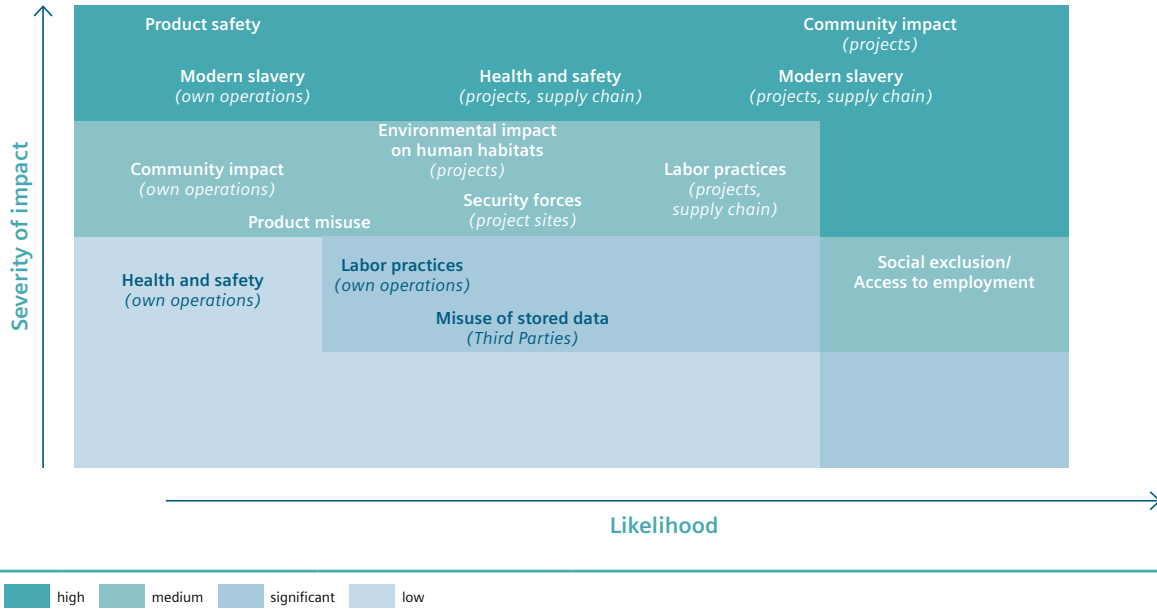 Severity of impact
Product safety
Community impact
(projects)
Modern slavery
(own operations)
Health and safety
(projects, supply chain)
Modern slavery
(projects, supply chain)
Environmental impact
on human habitats
(projects)
Community impact
(own operations)
Labor practices
(projects,
supply chain)
Security forces
(project sites)
Product misuse
Health and safety
(own operations)
Labor practices
(own operations)
Social exclusion/
Access to employment
Misuse of stored data
(Third Parties)
Likelihood
high
medium
significant
low